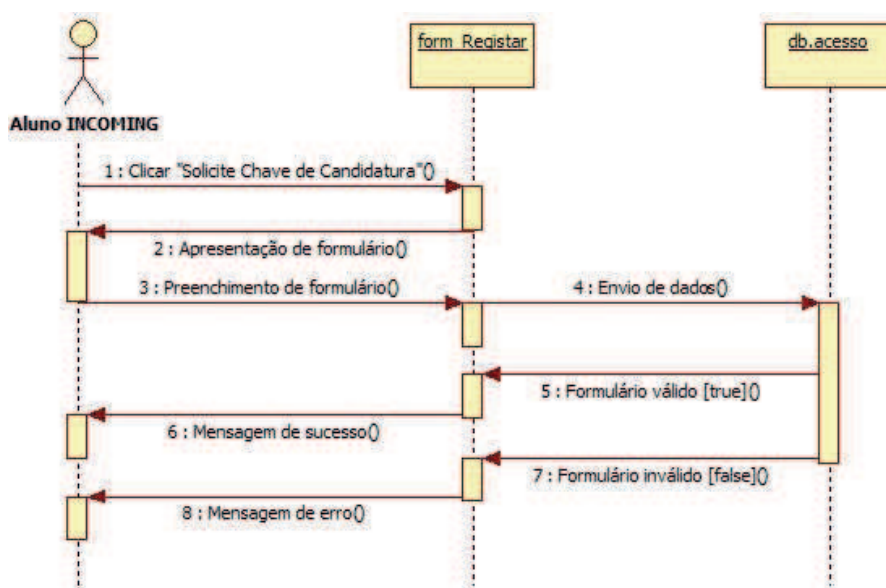 form_Registar
db.acesso
Aluno INCOMING
1 : Clicar "Solicite Chave de Candidatura"()
2 : Apresentação de formulário()
3 : Preenchimento de formulário()
4 : Envio de dados()
5 : Formulário válido [true]()
6 : Mensagem de sucesso()
7 : Formulário inválido [false]()
8 : Mensagem de erro()